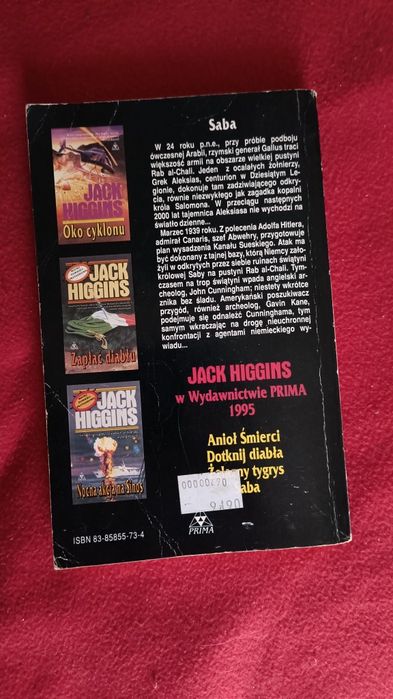 Saba
W 24 roku p.n.e., przy próbie podboju
ówczesnej Arabii, rzymski generał Gallus traci
większość armii na obszarze wielkiej pustyni
Rab al-Chali. Jeden z ocalałych żołnierzy,
Grek Aleksias, centurion w Dziesiątym Le-
gionie, dokonuje tam zadziwiającego odkry-
cia, równie niezwykłego jak zagadka kopalni
króla Salomona. W przeciągu następnych
2000 lat tajemnica Aleksiasa nie wychodzi na
światło dzienne...
Marzec 1939 roku. Z polecenia Adolfa Hitlera,
admirał Canaris, szef Abwehry, przygotowuje
plan wysadzenia Kanału Sueskiego. Atak ma
być dokonany z tajnej bazy, którą Niemcy zało-
żyli w odkrytych przez siebie ruinach świątyni
królowej Saby na pustyni Rab al-Chali. Tym-
czasem na trop świątyni wpada angielski ar-
cheolog, John Cunningham; niestety wkrótce
znika bez śladu. Amerykański poszukiwacz
przygód, również archeolog, Gavin Kane,
podejmuje się odnaleźć Cunninghama, tym
samym wkraczając na drogę nieuchronnej
konfrontacji z agentami niemieckiego wy-
wiadu...
JACK
HIGGINS
Oko cyklonu
JACK
HIGGINS
Zapłać diabłu
JACK
HIGGINS
Nocna akcja na Sinos
JACK HIGGINS
w Wydawnictwie PRIMA
1995
Anioł Śmierci
Dotknij diabła
Żelazny tygrys
Saba
PRIMA
ISBN 83-85855-73-4